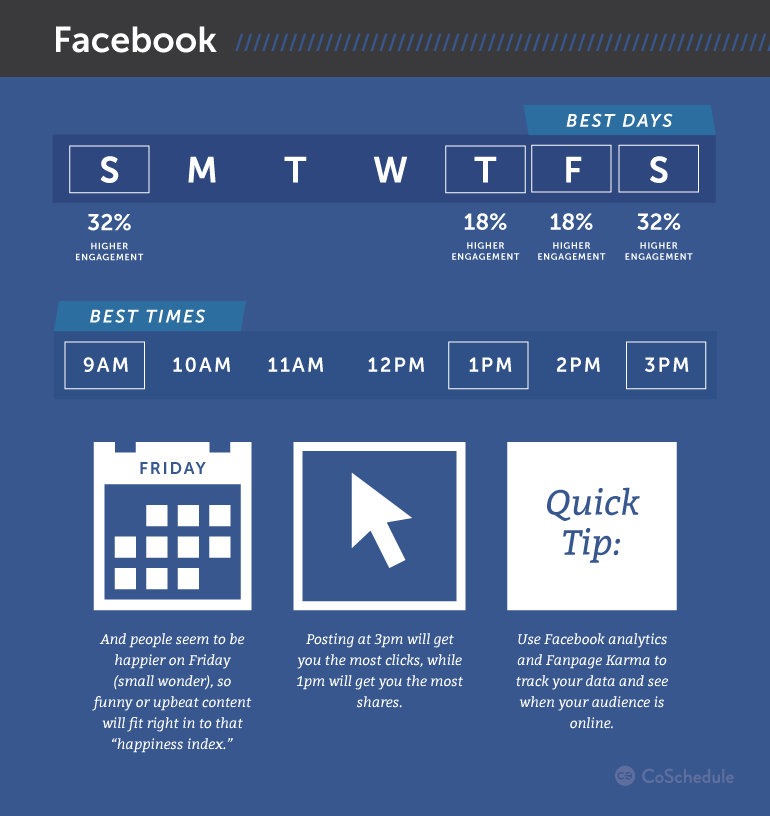 Facebook
BEST DAYS
S M T W T F S
32% 18% 18% 32%
HIGHER HIGHER HIGHER HIGHER
ENGAGEMENT ENGAGEMENT ENGAGEMENT ENGAGEMENT
BEST TIMES
9AM 10AM 11AM 12PM 1PM 2PM 3PM
FRIDAY
And people seem to be
happier on Friday
(small wonder), so
funny or upbeat content
will fit right in to that
“happiness index.”
Posting at 3pm will get
you the most clicks, while
1pm will get you the most
shares.
Quick
Tip:
Use Facebook analytics
and Fanpage Karma to
track your data and see
when your audience is
online.
CoSchedule